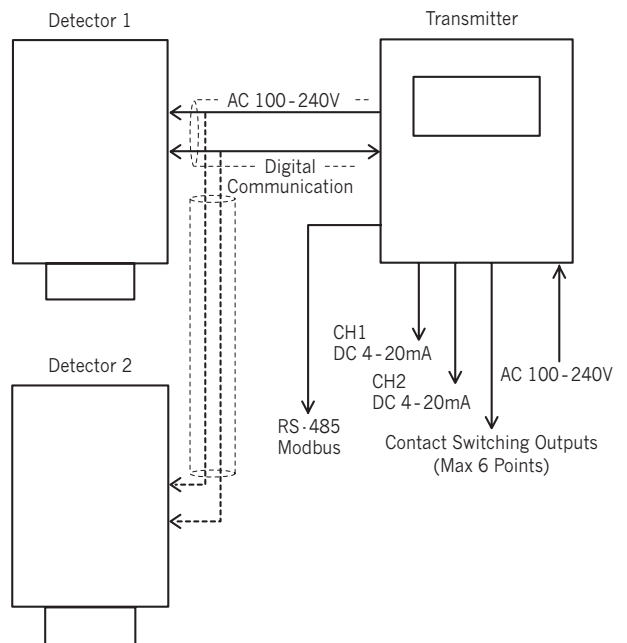 Detector 1
Transmitter
AC 100-240V
Digital
Communication
CH1
DC 4-20mA
CH2
DC 4-20mA
AC 100-240V
RS-485
Modbus
Contact Switching Outputs
(Max 6 Points)
Detector 2